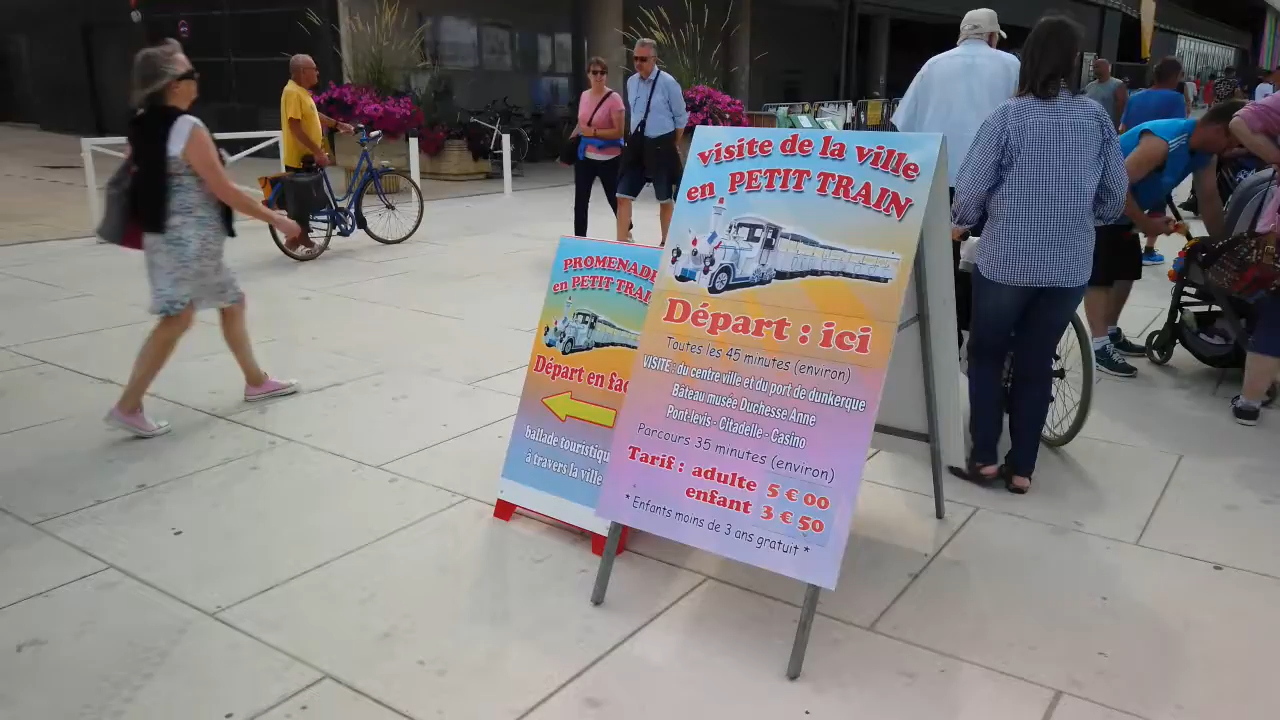 visite de la ville
en PETIT TRAIN
Départ : ici
Toutes les 45 minutes (environ)
VISITE : du centre ville et du port de dunkerque
Bateau musée Duchesse Anne
Pont-levis - Citadelle - Casino
Parcours 35 minutes (environ)
Tarif : adulte 5 € 00
enfant 3 € 50
* Enfants moins de 3 ans gratuit *
PROMENADE
en PETIT TRAI
Départ en fac
ballade touristiqu
à travers la ville